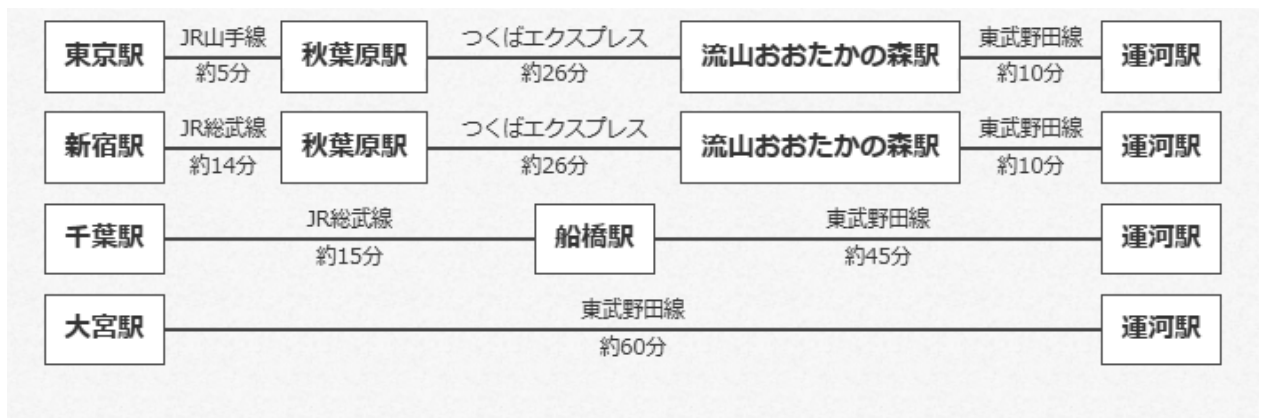 東京駅 JR山手線 約5分 秋葉原駅 つくばエクスプレス 約26分 流山おおたかの森駅 東武野田線 約10分 運河駅
新宿駅 JR総武線 約14分 秋葉原駅 つくばエクスプレス 約26分 流山おおたかの森駅 東武野田線 約10分 運河駅
千葉駅 JR総武線 約15分 船橋駅 東武野田線 約45分 運河駅
大宮駅 東武野田線 約60分 運河駅